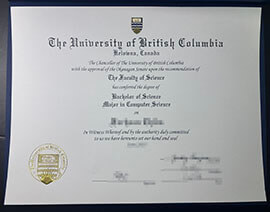 The University of British Columbia
Kelowna, Canada
The Chancellor of The University of British Columbia
with the approval of the Okanagan Senate upon the recommendation of
The Faculty of Science
has conferred the degree of
Bachelor of Science
Major in Computer Science
on
In Witness Whereof and by the authority duly committed
to us we have hereunto set our hand and seal